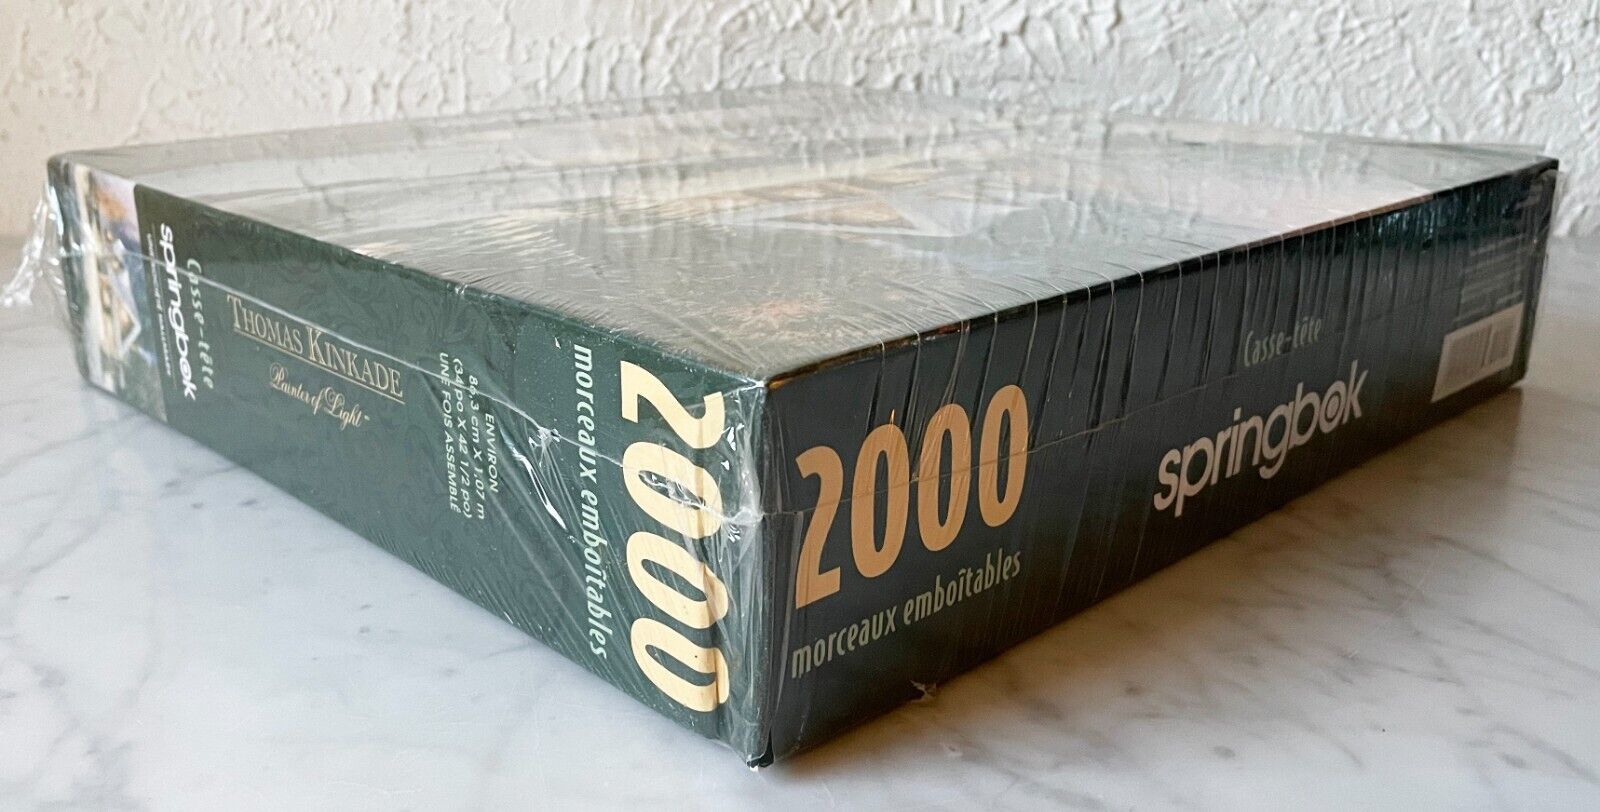 springbok
Casse-tête
THOMAS KINKADE
Painter of Light™
ENVIRON
86,3 cm X 1,07 m
(34 po X 42 1/2 po)
UNE FOIS ASSEMBLÉ
2000
morceaux emboîtables
2000
morceaux emboîtables
Casse-tête
springbok